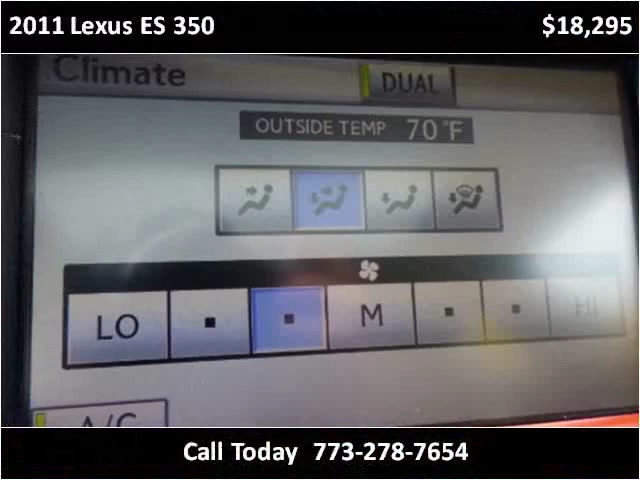 2011 Lexus ES 350 $18,295
Climate DUAL
OUTSIDE TEMP 70°F
LO M HI
A/C
Call Today 773-278-7654